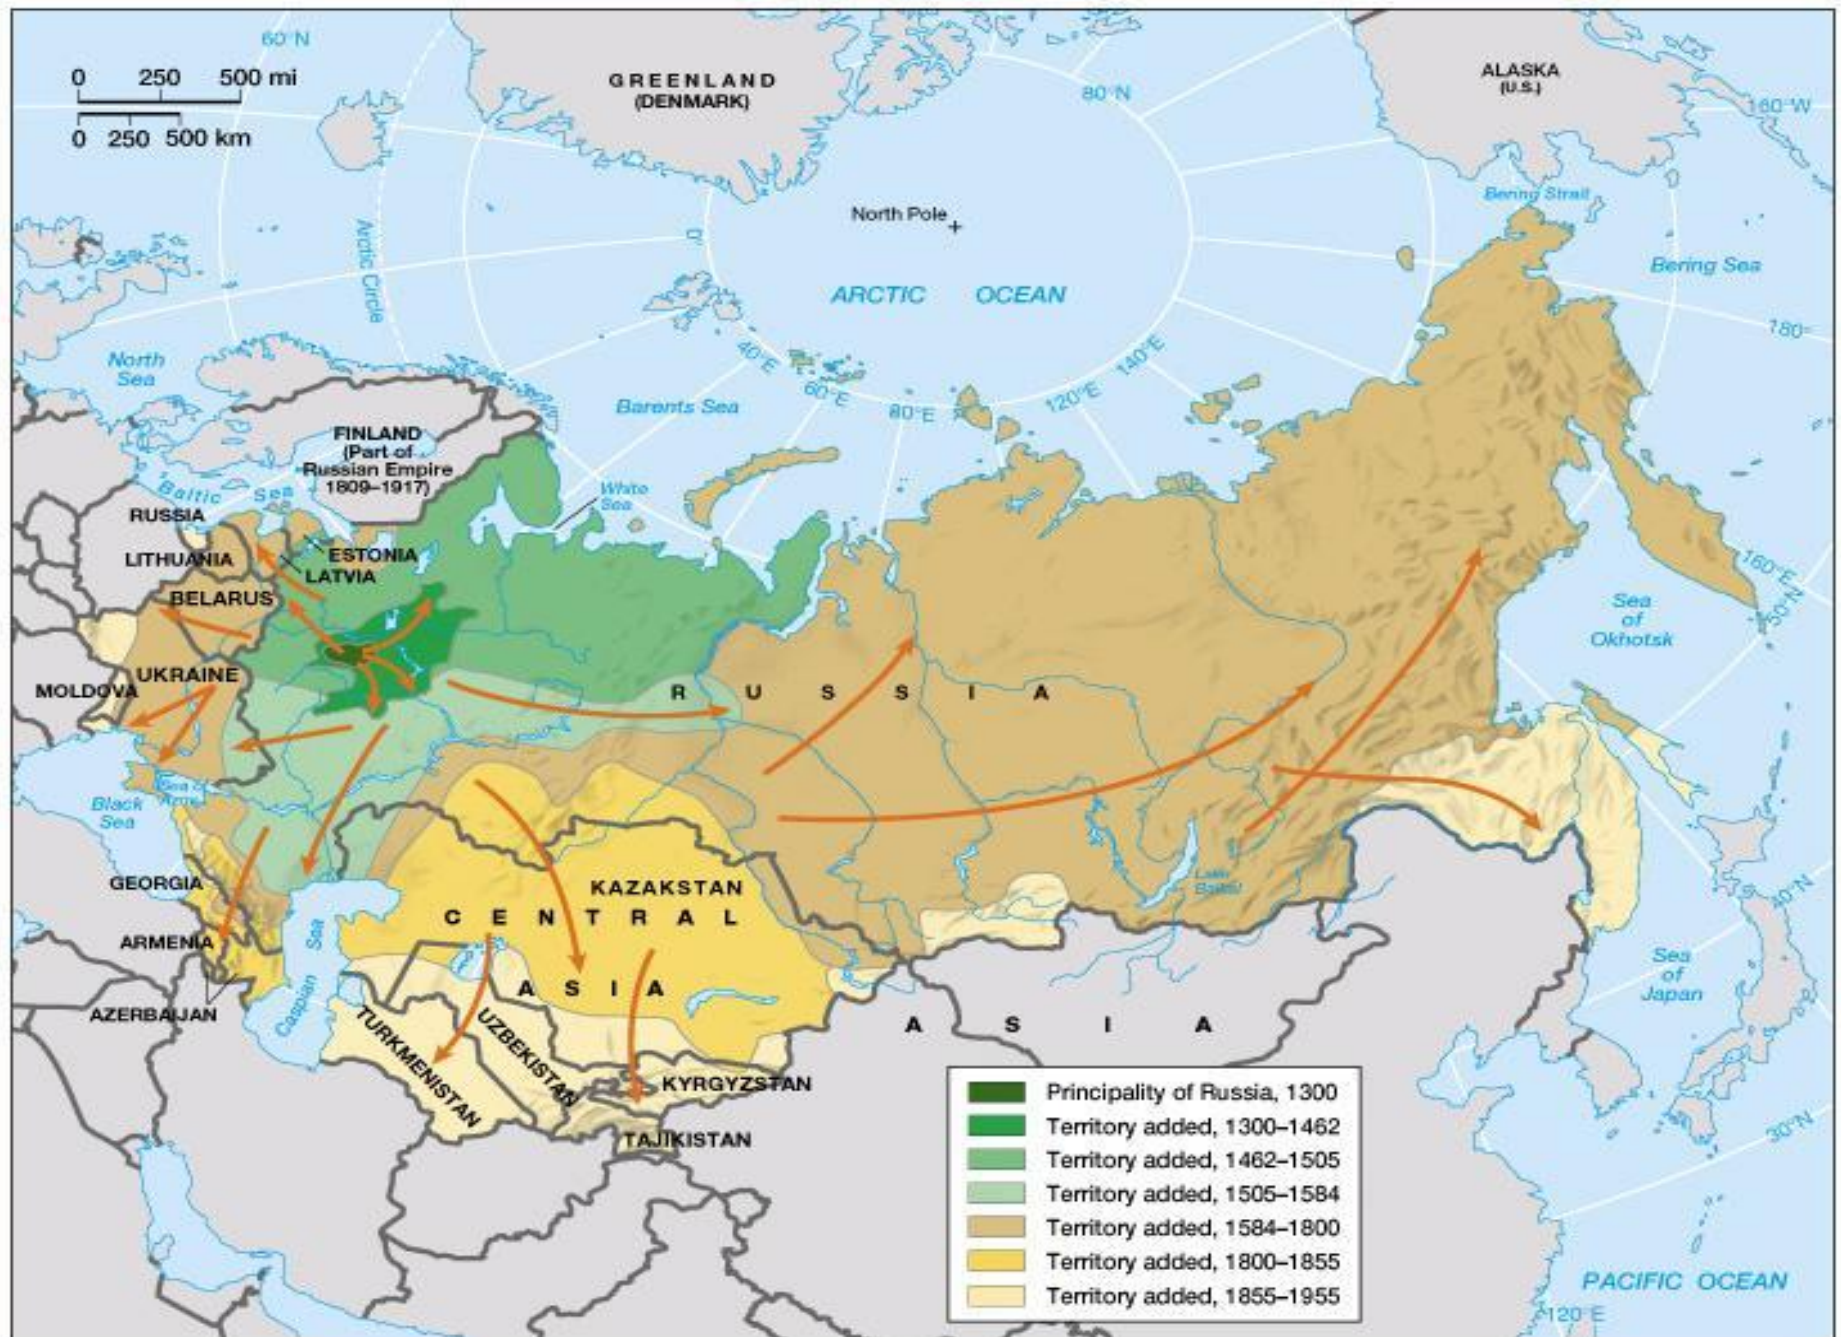 60°N
0 250 500 mi
0 250 500 km
GREENLAND
(DENMARK)
80°N
ALASKA
(U.S.)
160°W
Bering Strait
North Pole
0°
Arctic Circle
ARCTIC OCEAN
Bering Sea
180°
North
Sea
40°E
60°E
80°E
120°E
140°E
Barents Sea
FINLAND
(Part of
Russian Empire
1809–1917)
White
Sea
Baltic Sea
RUSSIA
LITHUANIA
ESTONIA
LATVIA
BELARUS
160°E
50°N
Sea
of
Okhotsk
UKRAINE
MOLDOVA
RUSSIA
Black
Sea
Sea of
Azov
GEORGIA
KAZAKSTAN
CENTRAL
ASIA
Lake
Baikal
40°N
ARMENIA
Caspian Sea
AZERBAIJAN
TURKMENISTAN
UZBEKISTAN
KYRGYZSTAN
TAJIKISTAN
ASIA
Sea
of
Japan
30°N
Principality of Russia, 1300
Territory added, 1300–1462
Territory added, 1462–1505
Territory added, 1505–1584
Territory added, 1584–1800
Territory added, 1800–1855
Territory added, 1855–1955
PACIFIC OCEAN
120°E